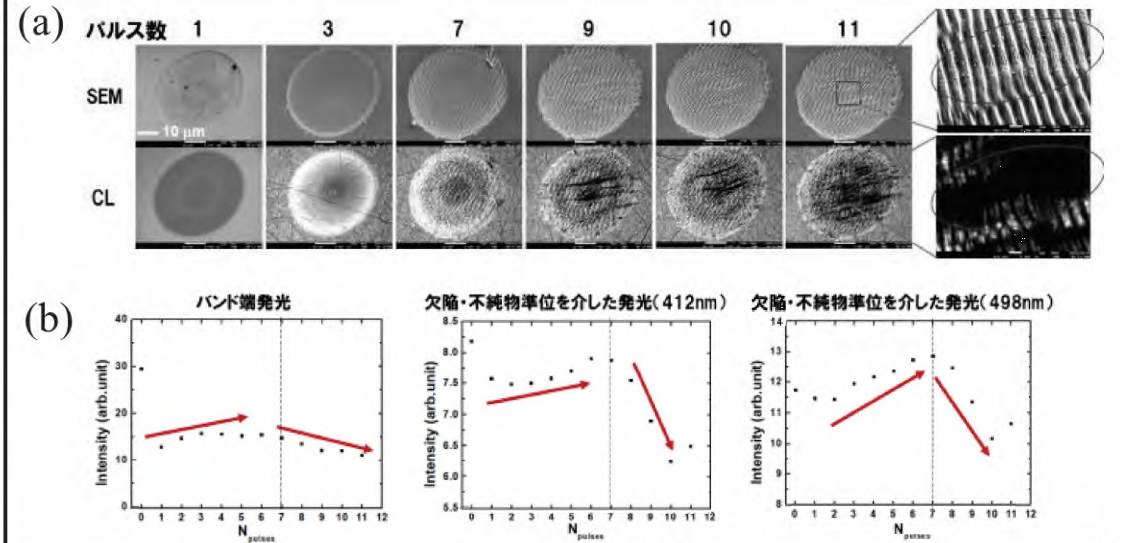 (a)
パルス数 1 3 7 9 10 11
SEM
10 μm
CL
(b)
バンド端発光
欠陥・不純物準位を介した発光(412nm)
欠陥・不純物準位を介した発光(498nm)
Intensity (arb.unit)
40
30
20
10
0
0 1 2 3 4 5 6 7 8 9 10 11 12
Npulses
Intensity (arb.unit)
8.5
8.0
7.5
7.0
6.5
6.0
5.5
0 1 2 3 4 5 6 7 8 9 10 11 12
Npulses
Intensity (arb.unit)
14
13
12
11
10
9
8
0 1 2 3 4 5 6 7 8 9 10 11 12
Npulses